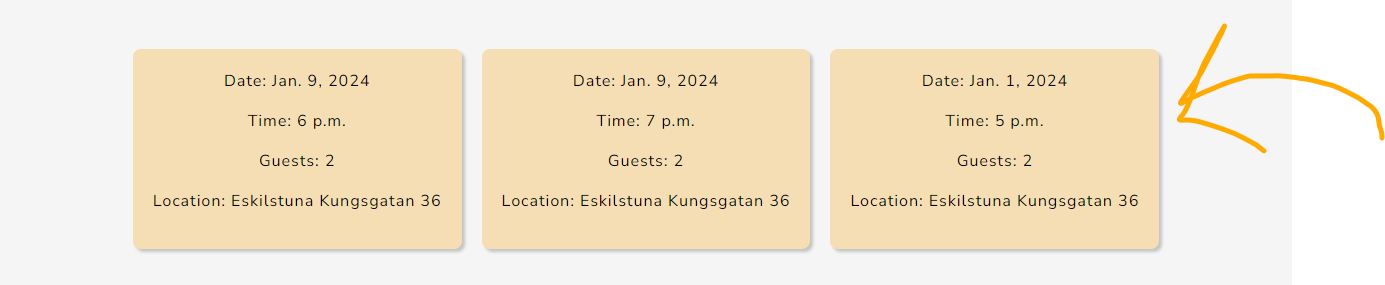 Date: Jan. 9, 2024
Time: 6 p.m.
Guests: 2
Location: Eskilstuna Kungsgatan 36
Date: Jan. 9, 2024
Time: 7 p.m.
Guests: 2
Location: Eskilstuna Kungsgatan 36
Date: Jan. 1, 2024
Time: 5 p.m.
Guests: 2
Location: Eskilstuna Kungsgatan 36